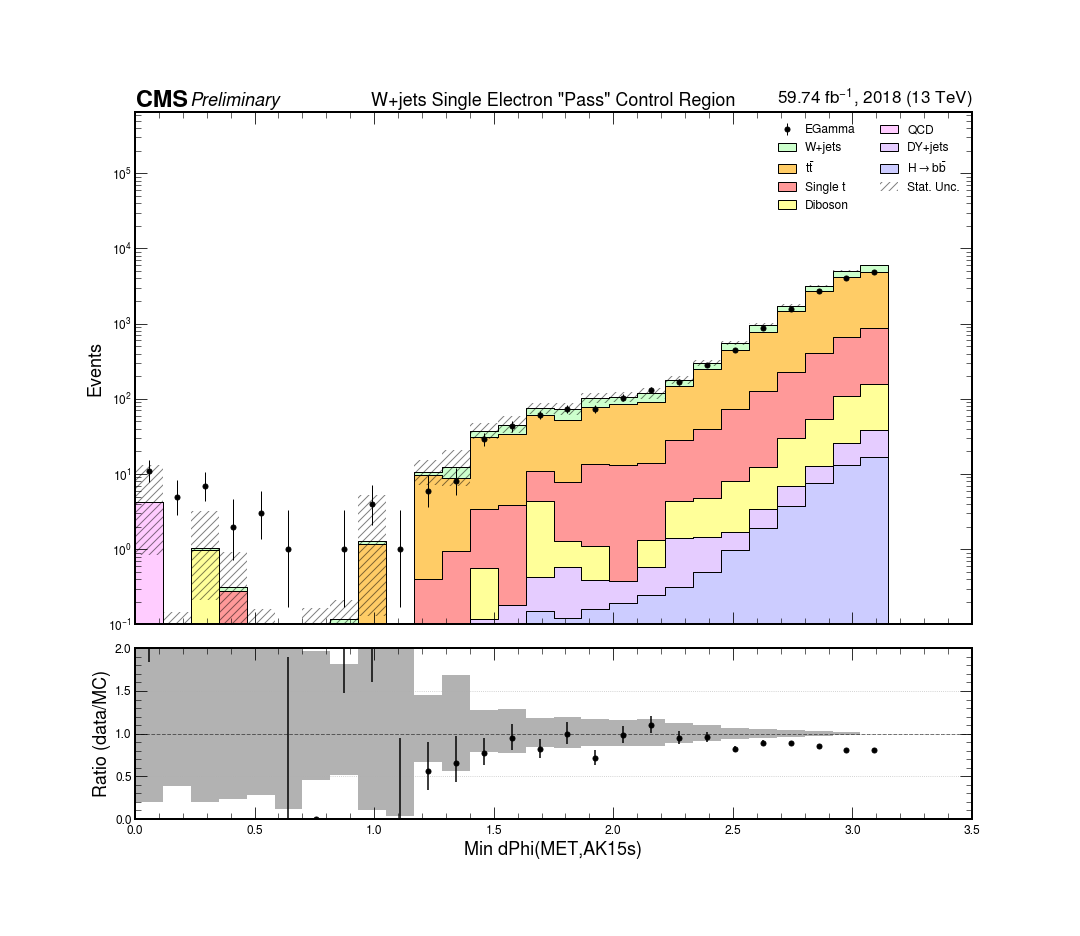 CMS Preliminary W+jets Single Electron "Pass" Control Region 59.74 fb⁻¹, 2018 (13 TeV)
EGamma
W+jets
tt̄
Single t
Diboson
QCD
DY+jets
H→bb̄
Stat. Unc.
Events
10⁵
10⁴
10³
10²
10¹
10⁰
10⁻¹
Ratio (data/MC)
2.0
1.5
1.0
0.5
0.0
0.0 0.5 1.0 1.5 2.0 2.5 3.0 3.5
Min dPhi(MET,AK15s)